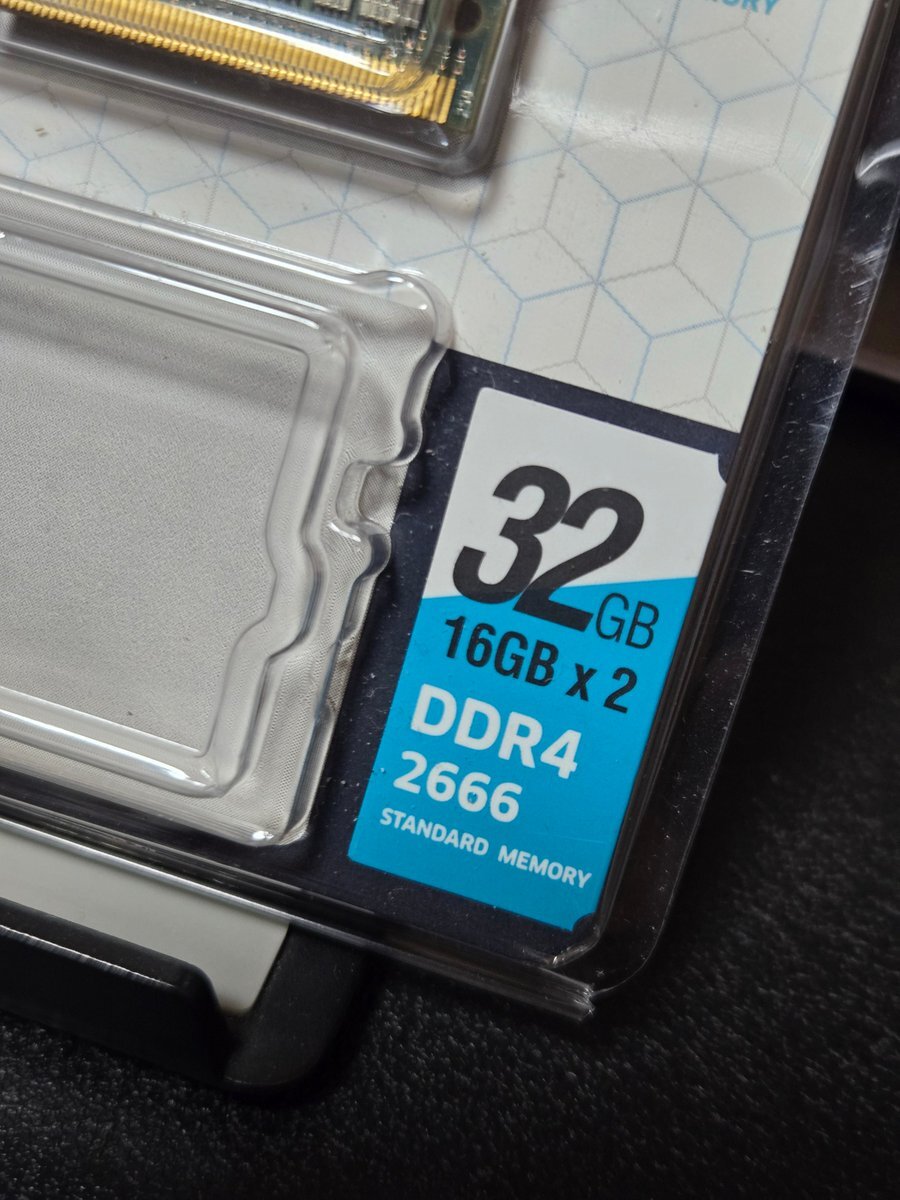 32GB
16GB x 2
DDR4
2666
STANDARD MEMORY